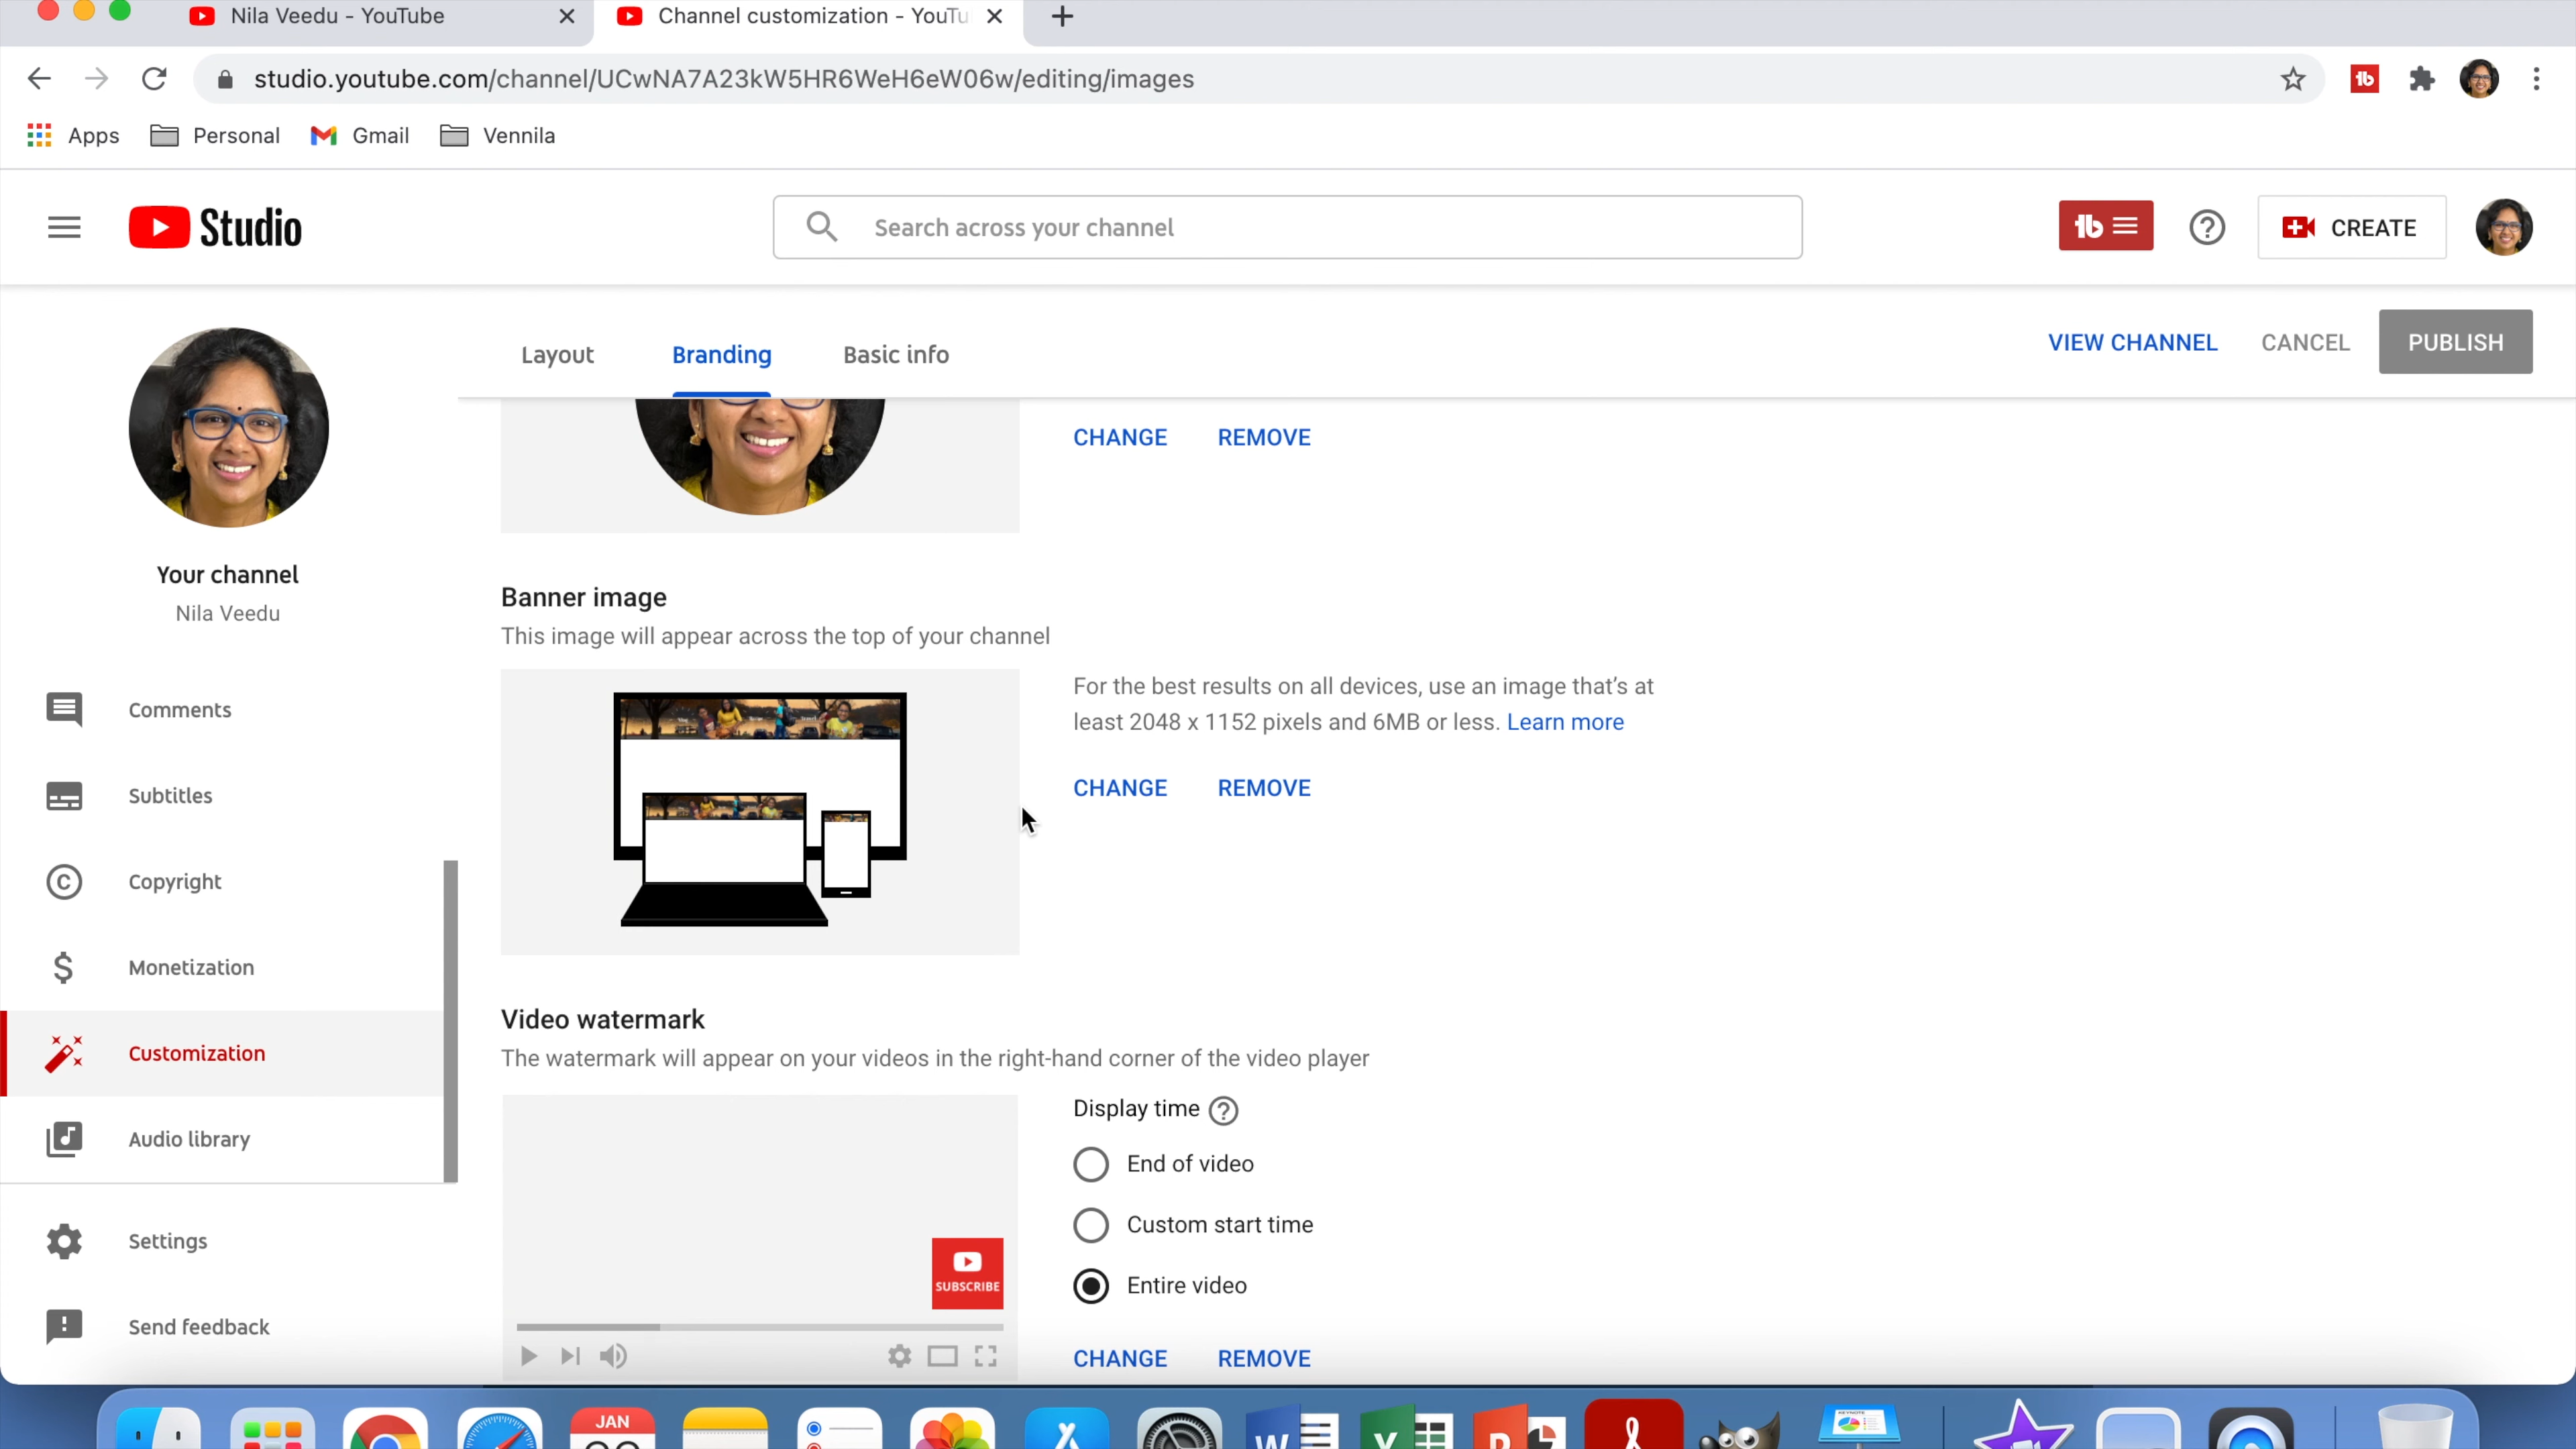 Nila Veedu - YouTube
Channel customization - YouTu
studio.youtube.com/channel/UCwNA7A23kW5HR6WeH6eW06w/editing/images
Apps
Personal
Gmail
Vennila
Studio
Search across your channel
CREATE
Layout
Branding
Basic info
VIEW CHANNEL
CANCEL
PUBLISH
CHANGE
REMOVE
Your channel
Nila Veedu
Comments
Subtitles
Copyright
Monetization
Customization
Audio library
Settings
Send feedback
Banner image
This image will appear across the top of your channel
For the best results on all devices, use an image that's at
least 2048 x 1152 pixels and 6MB or less. Learn more
CHANGE
REMOVE
Video watermark
The watermark will appear on your videos in the right-hand corner of the video player
SUBSCRIBE
Display time
End of video
Custom start time
Entire video
CHANGE
REMOVE
JAN